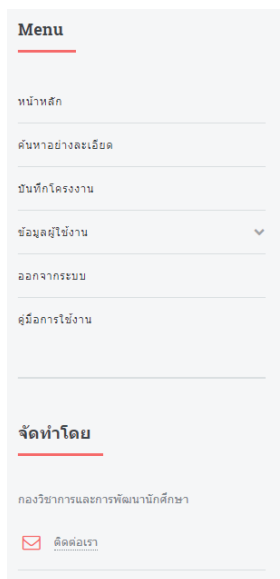 Menu
หน้าหลัก
ค้นหาอย่างละเอียด
บันทึกโครงงาน
ข้อมูลผู้ใช้งาน
ออกจากระบบ
คู่มือการใช้งาน
จัดทำโดย
กองวิชาการและการพัฒนานักศึกษา
ติดต่อเรา